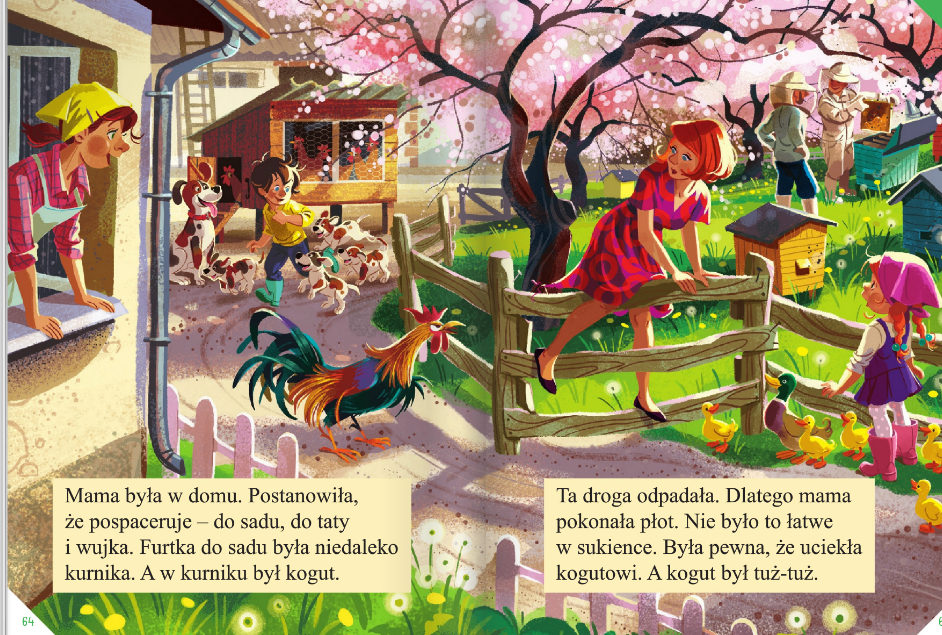 Mama była w domu. Postanowiła,
że pospaceruje – do sadu, do taty
i wujka. Furtka do sadu była niedaleko
kurnika. A w kurniku był kogut.
Ta droga odpadała. Dlatego mama
pokonała płot. Nie było to łatwe
w sukience. Była pewna, że uciekła
kogutowi. A kogut był tuż-tuż.
64